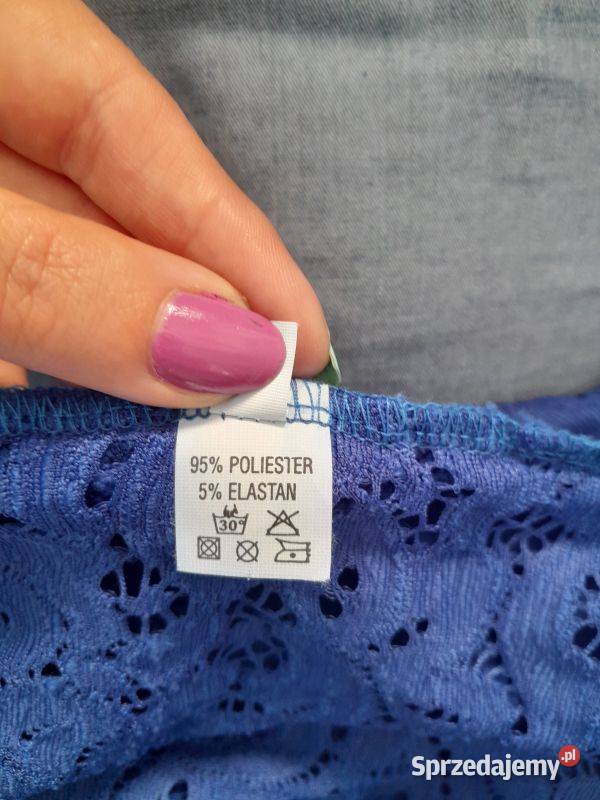 95% POLIESTER
5% ELASTAN
30°
Sprzedajemy.pl